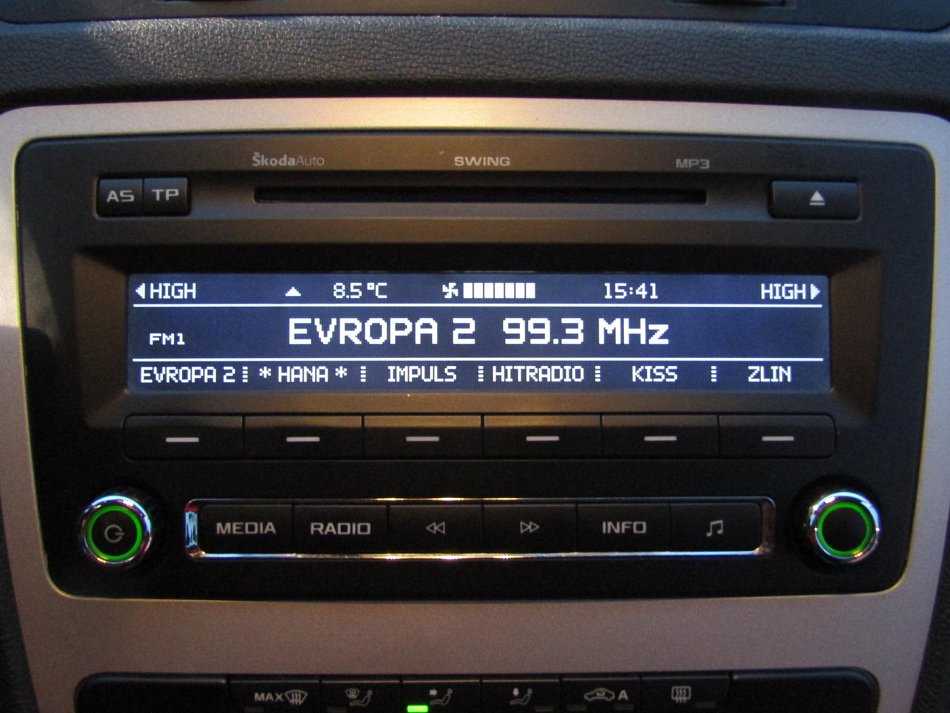 ŠkodaAuto SWING MP3
AS TP
HIGH 8.5 °C 15:41 HIGH
FM1 EVROPA 2 99.3 MHz
EVROPA 2 * HANA * IMPULS HITRADIO KISS ZLIN
MEDIA RADIO INFO
MAX A